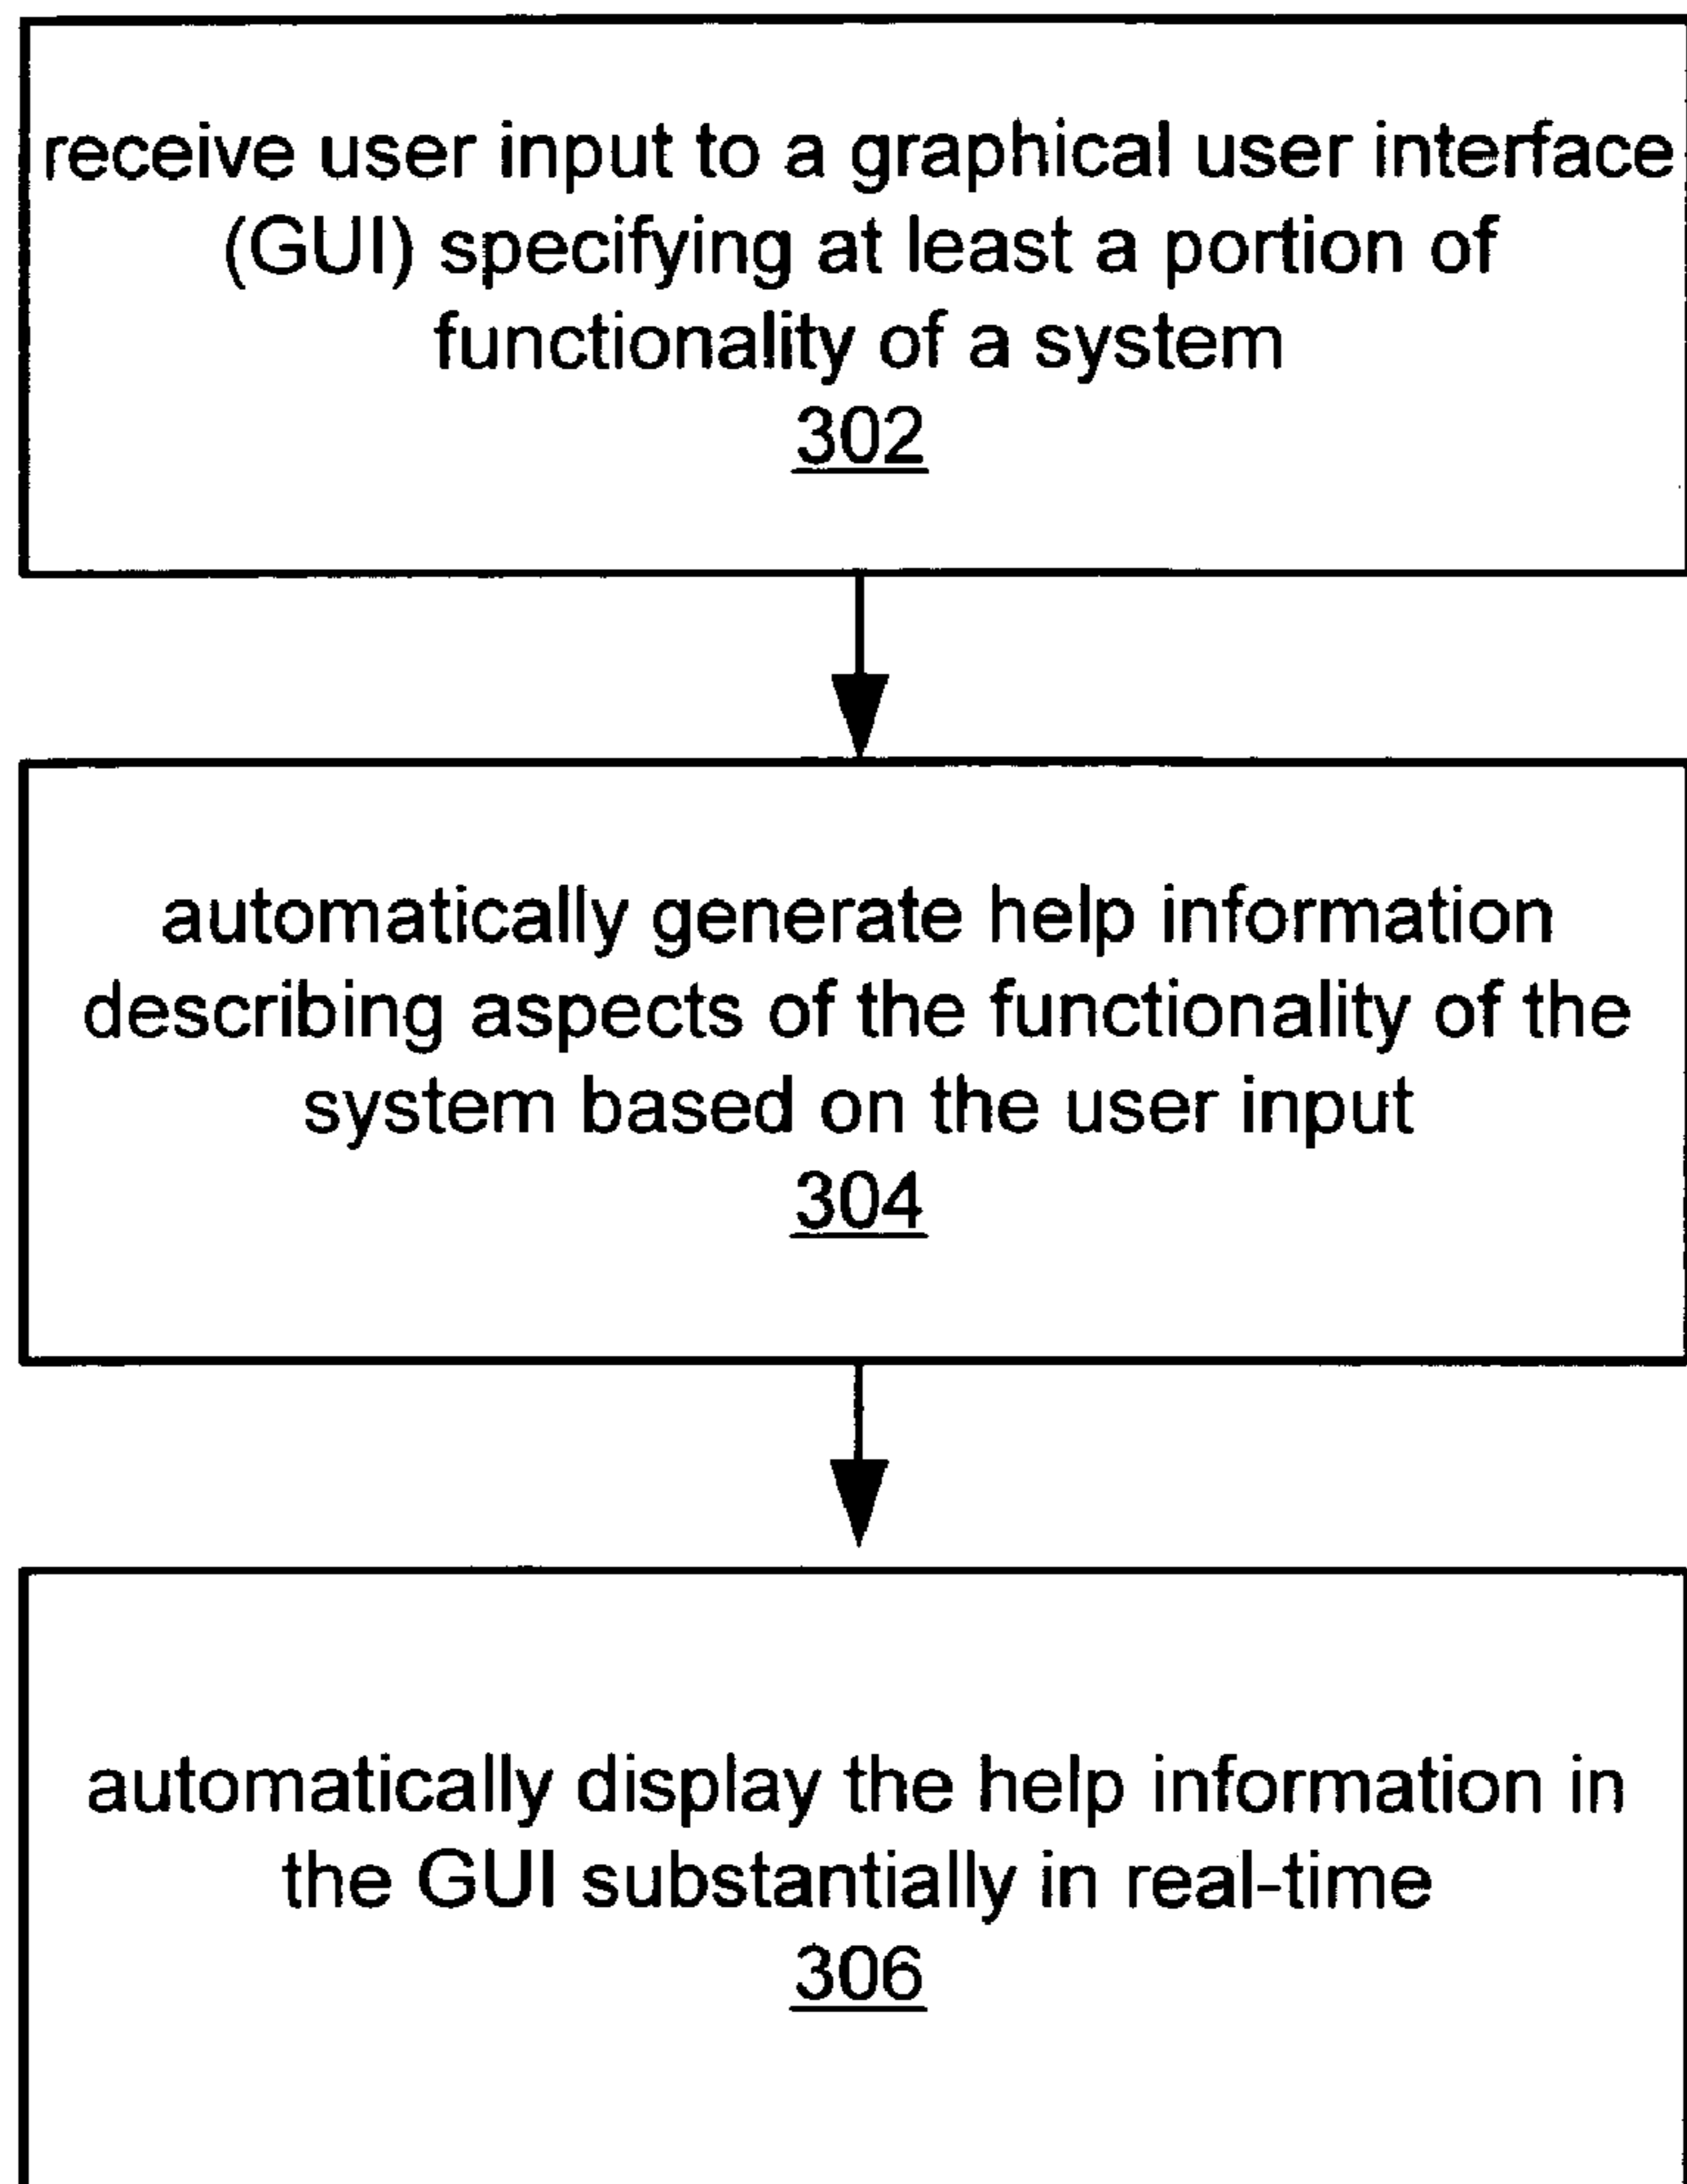 receive user input to a graphical user interface
(GUI) specifying at least a portion of
functionality of a system
302
automatically generate help information
describing aspects of the functionality of the
system based on the user input
304
automatically display the help information in
the GUI substantially in real-time
306